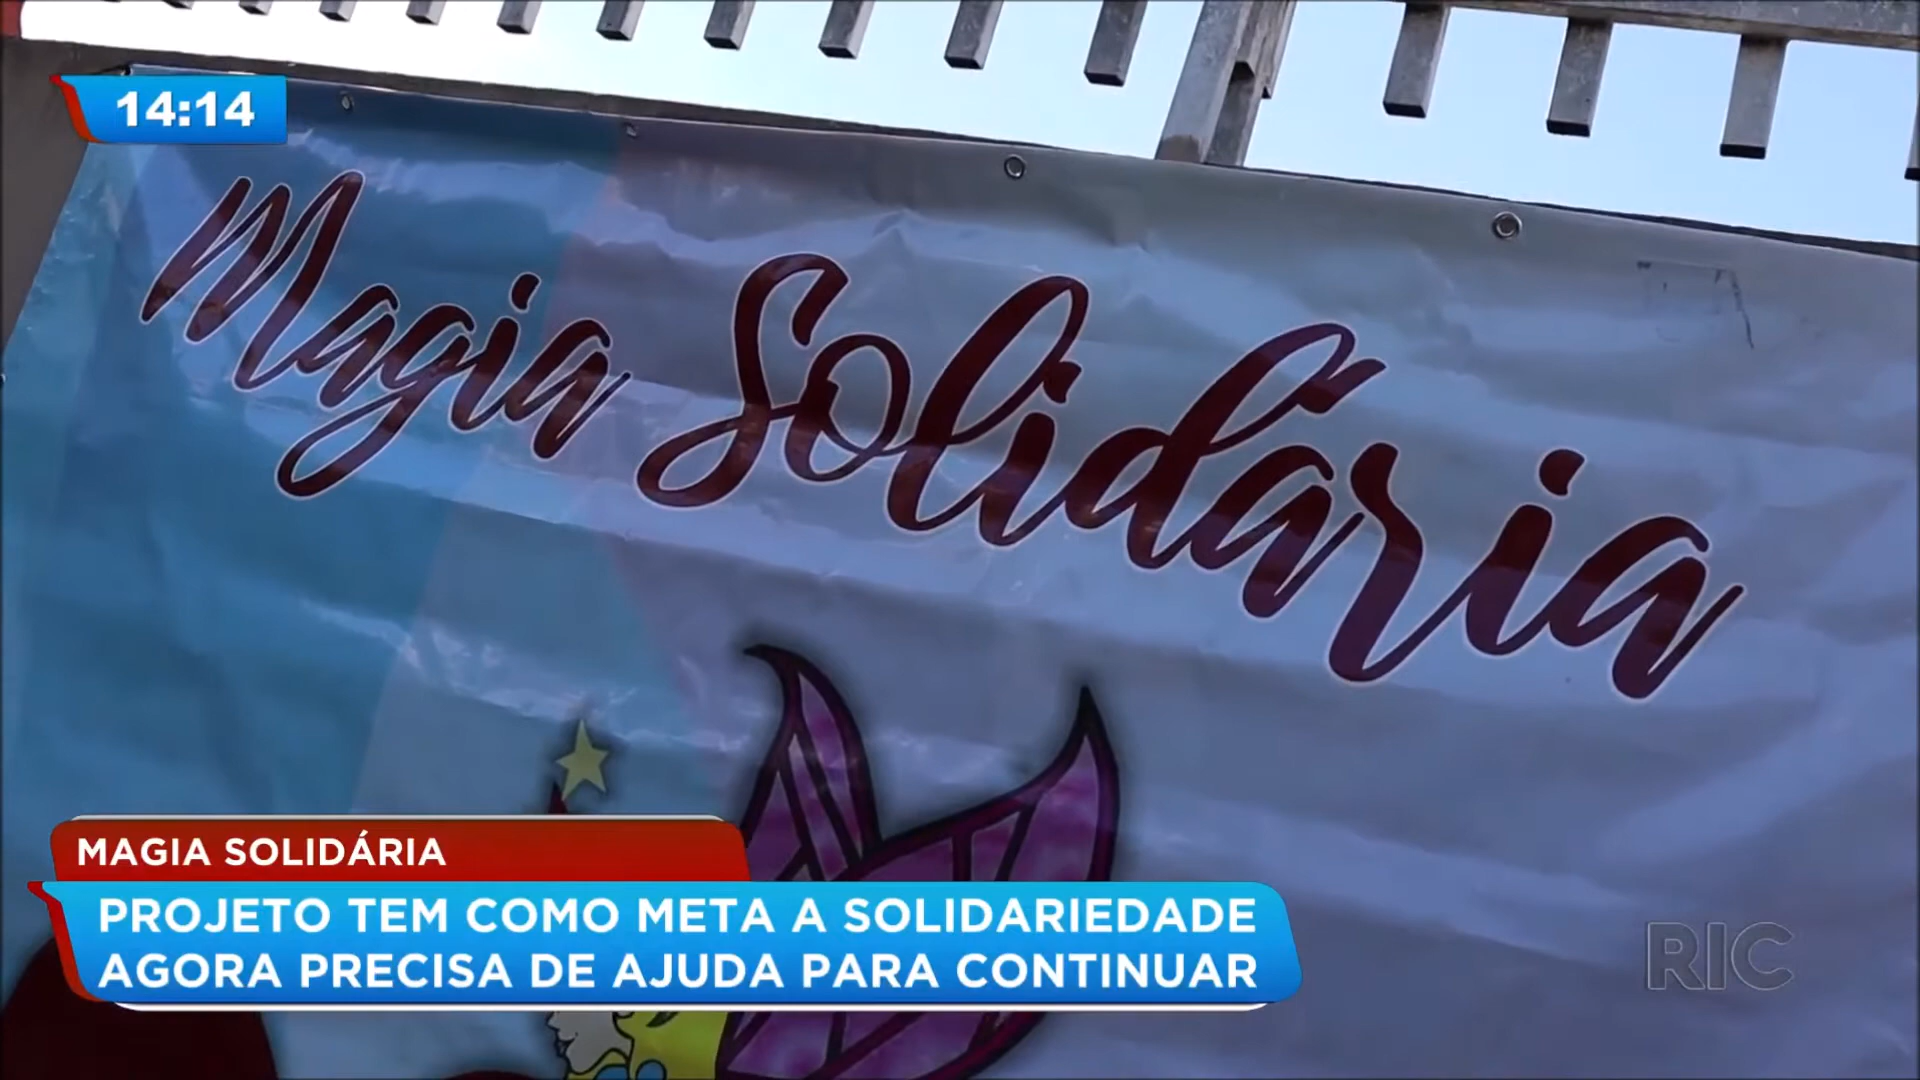 14:14
Magia Solidária
MAGIA SOLIDÁRIA
PROJETO TEM COMO META A SOLIDARIEDADE
AGORA PRECISA DE AJUDA PARA CONTINUAR
RIC